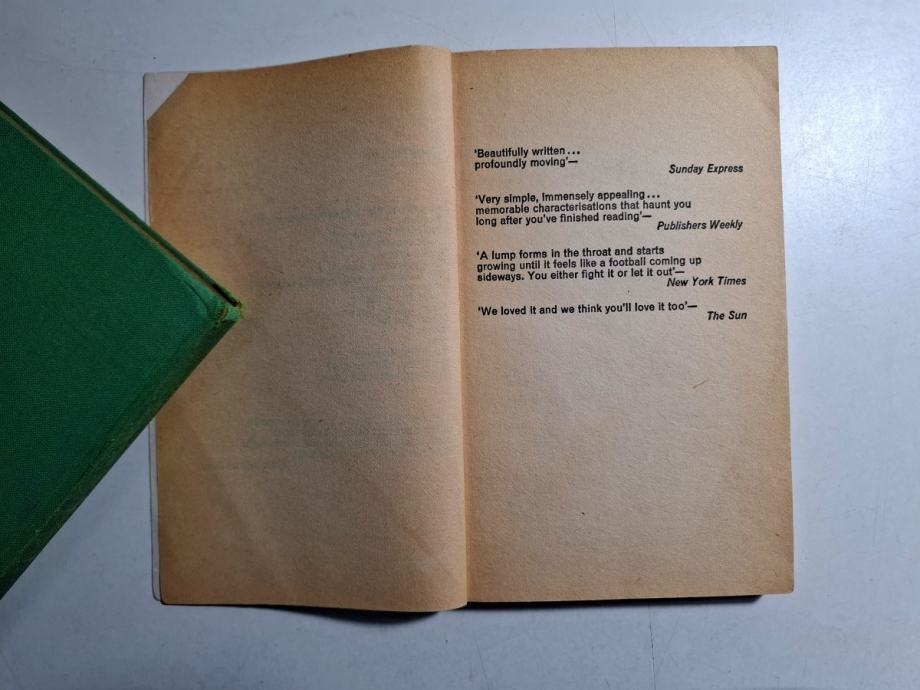 ‘Beautifully written...
profoundly moving’—
Sunday Express
‘Very simple, immensely appealing...
memorable characterisations that haunt you
long after you've finished reading’—
Publishers Weekly
‘A lump forms in the throat and starts
growing until it feels like a football coming up
sideways. You either fight it or let it out’—
New York Times
‘We loved it and we think you'll love it too’—
The Sun